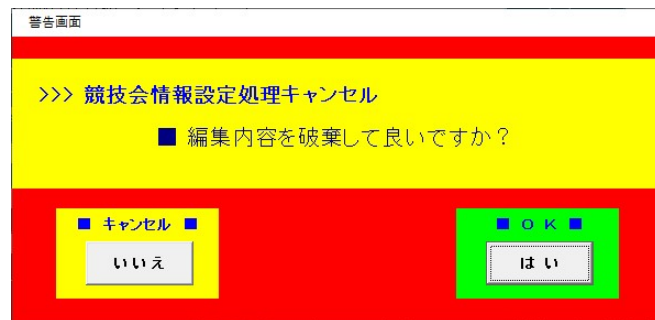 警告画面
>>> 競技会情報設定処理キャンセル
■ 編集内容を破棄して良いですか？
■ キャンセル ■
いいえ
■ ＯＫ ■
はい